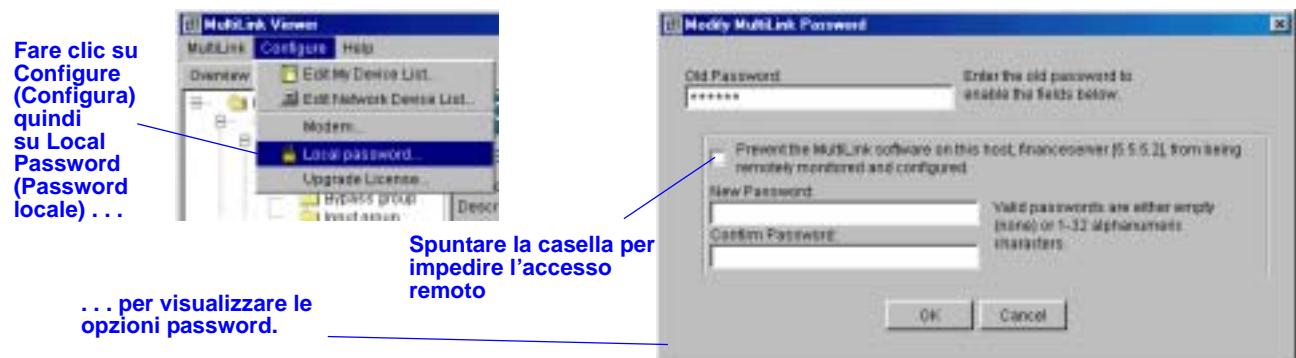 MultiLink Viewer
MultiLink Configure Help
Overview
Edit My Device List...
Edit Network Device List...
Modem...
Local password...
Upgrade License...
Bypass group
Input group
Descr
Fare clic su
Configure
(Configura)
quindi
su Local
Password
(Password
locale) . . .
Modify MultiLink Password
Old Password:
******
Enter the old password to
enable the fields below.
Prevent the MultiLink software on this host, financeserver [5.5.5.2], from being
remotely monitored and configured.
New Password:
Confirm Password:
Valid passwords are either empty
(none) or 1-32 alphanumeric
characters.
OK Cancel
Spuntare la casella per
impedire l'accesso
remoto
. . . per visualizzare le
opzioni password.